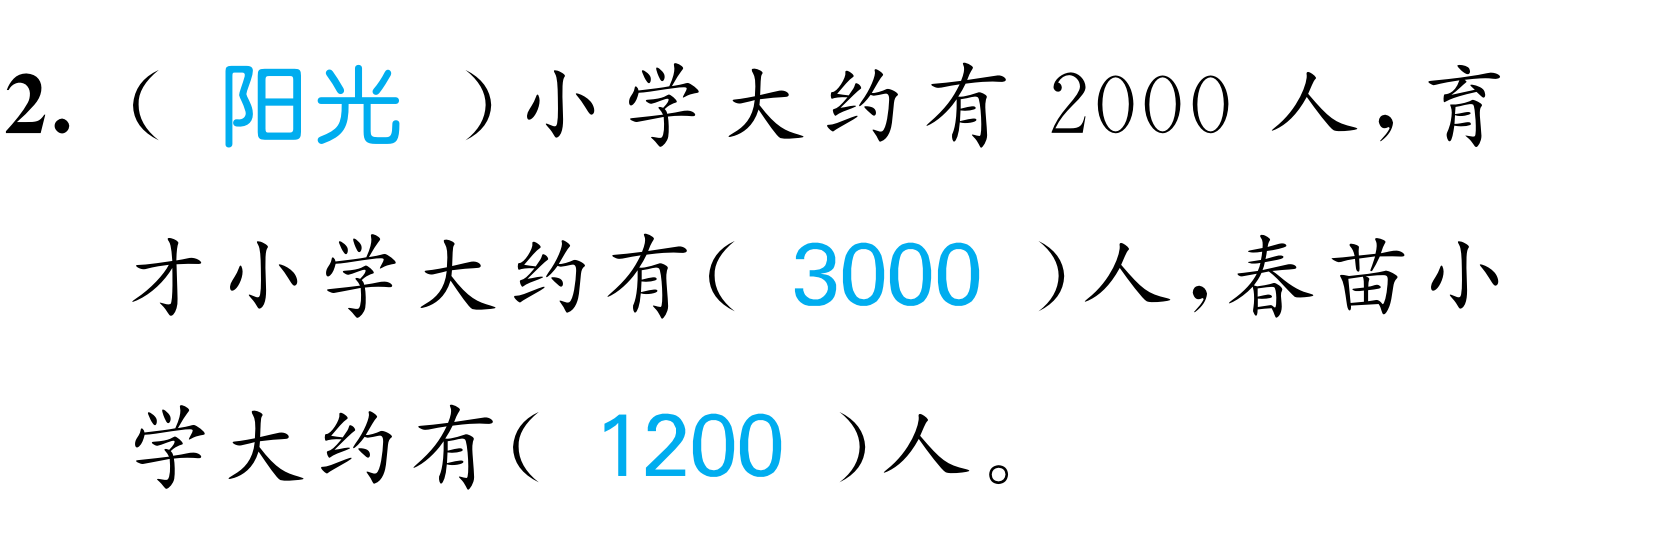 2.（ 阳光 ）小学大约有 2000 人，育
才小学大约有（ 3000 ）人，春苗小
学大约有（ 1200 ）人。